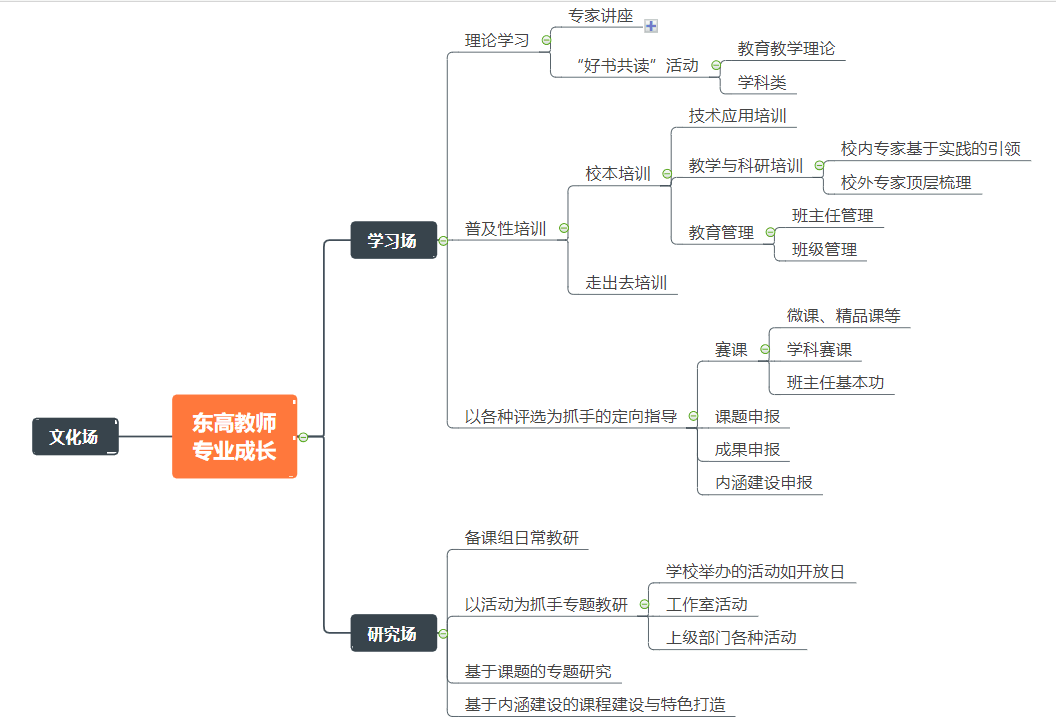 专家讲座
理论学习
“好书共读”活动
教育教学理论
学科类
技术应用培训
校本培训
教学与科研培训
校内专家基于实践的引领
校外专家顶层梳理
普及性培训
教育管理
班主任管理
班级管理
学习场
走出去培训
微课、精品课等
赛课
学科赛课
班主任基本功
以各种评选为抓手的定向指导
课题申报
成果申报
内涵建设申报
文化场
东高教师
专业成长
备课组日常教研
学校举办的活动如开放日
以活动为抓手专题教研
工作室活动
上级部门各种活动
研究场
基于课题的专题研究
基于内涵建设的课程建设与特色打造